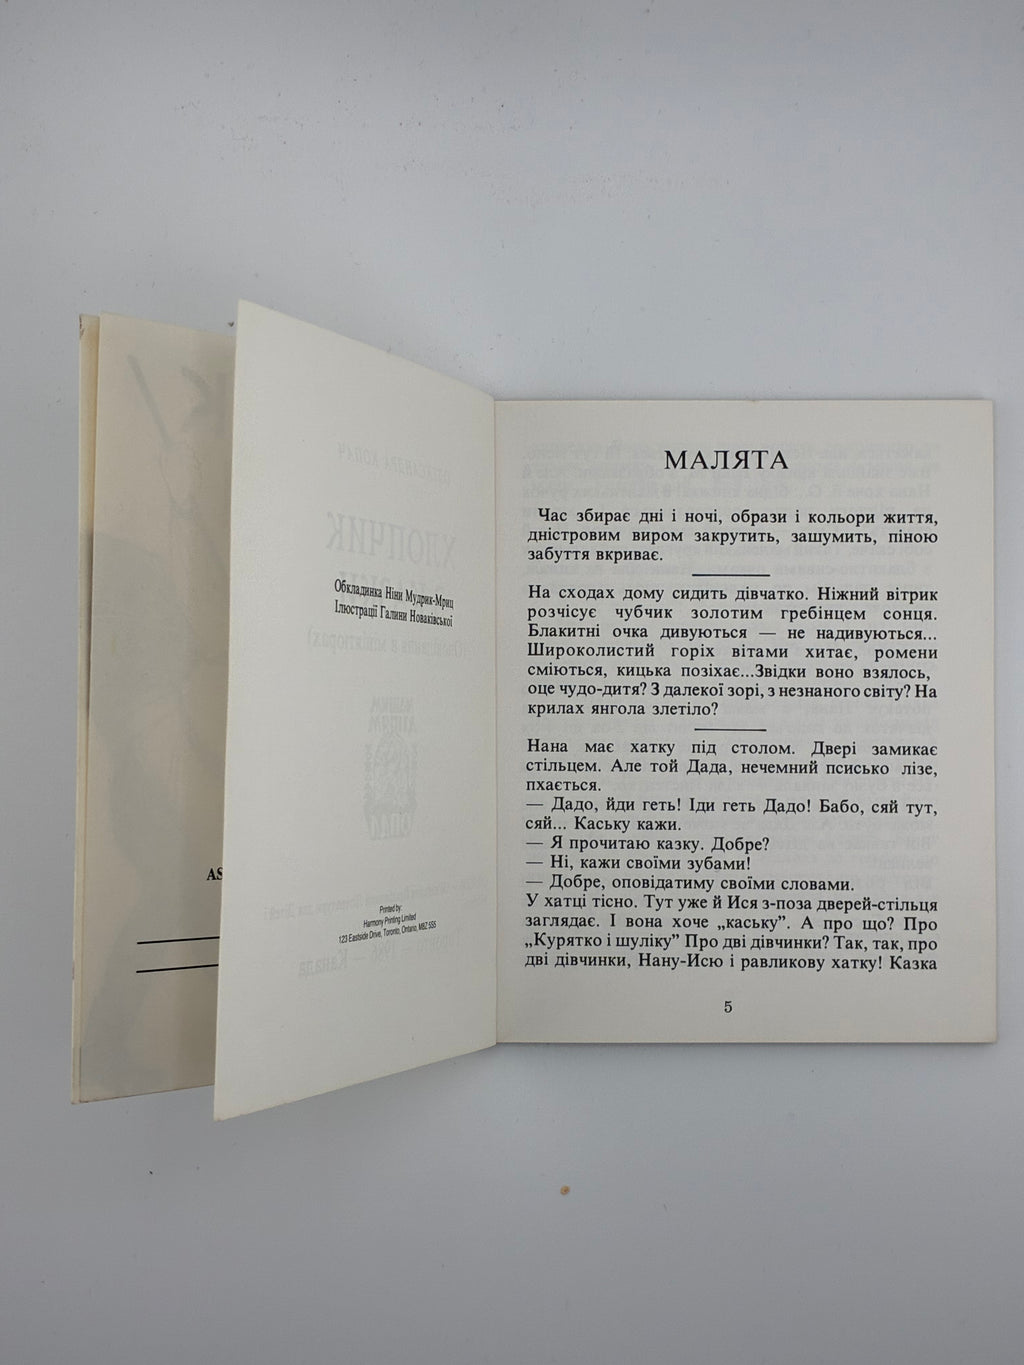 Обкладинка Ніни Мудрик-Мриц
Ілюстрації Галини Новаківської
AS
Printed by:
Harmony Printing Limited
123 Eastside Drive, Toronto, Ontario, M8Z 5S5
МАЛЯТА
Час збирає дні і ночі, образи і кольори життя,
дністровим виром закрутить, зашумить, піною
забуття вкриває.
На сходах дому сидить дівчатко. Ніжний вітрик
розчісує чубчик золотим гребінцем сонця.
Блакитні очка дивуються — не надивуються...
Широколистий горіх вітами хитає, ромени
сміються, кицька позіхає...Звідки воно взялось,
оце чудо-дитя? З далекої зорі, з незнаного світу? На
крилах янгола злетіло?
Нана має хатку під столом. Двері замикає
стільцем. Але той Дада, нечемний псисько лізе,
пхається.
— Дадо, йди геть! Іди геть Дадо! Бабо, сяй тут,
сяй... Каську кажи.
— Я прочитаю казку. Добре?
— Ні, кажи своїми зубами!
— Добре, оповідатиму своїми словами.
У хатці тісно. Тут уже й Ися з-поза дверей-стільця
заглядає. І вона хоче „каську”. А про що? Про
„Курятко і шуліку” Про дві дівчинки? Так, так, про
дві дівчинки, Нану-Исю і равликову хатку! Казка
5